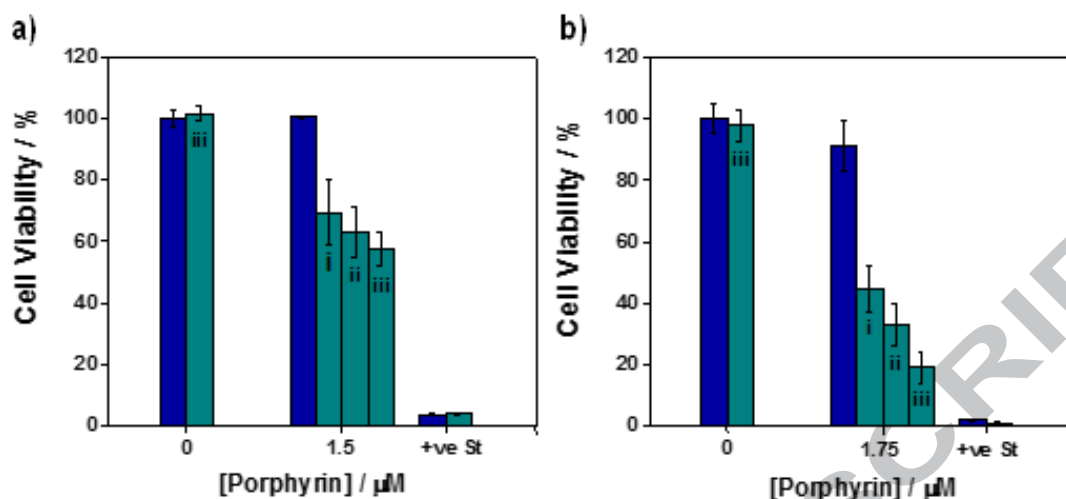 a)
120
100
80
60
40
20
0
Cell Viability / %
iii
i
ii
iii
0
1.5
+ve St
[Porphyrin] / µM
b)
120
100
80
60
40
20
0
Cell Viability / %
iii
i
ii
iii
0
1.75
+ve St
[Porphyrin] / µM
SCRIP